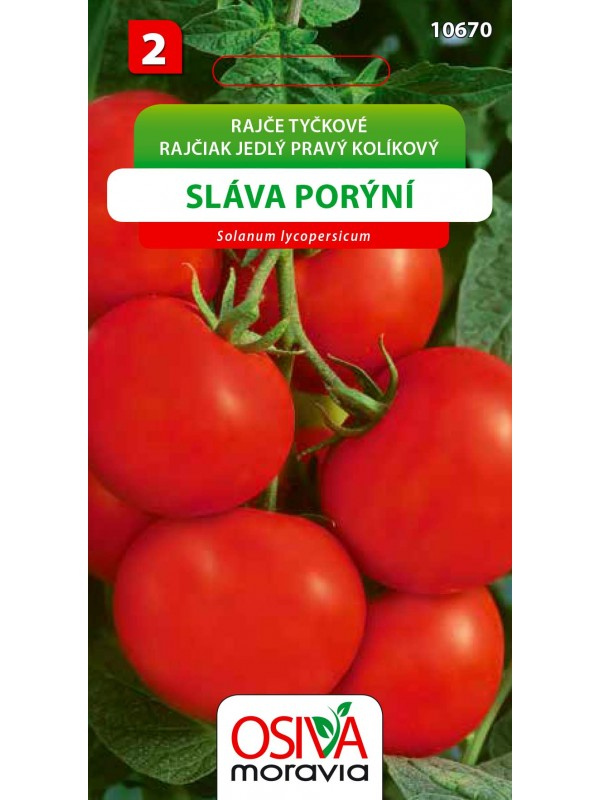 10670
2
RAJČE TYČKOVÉ
RAJČIAK JEDLÝ PRAVÝ KOLÍKOVÝ
SLÁVA PORÝNÍ
Solanum lycopersicum
OSIVA
moravia